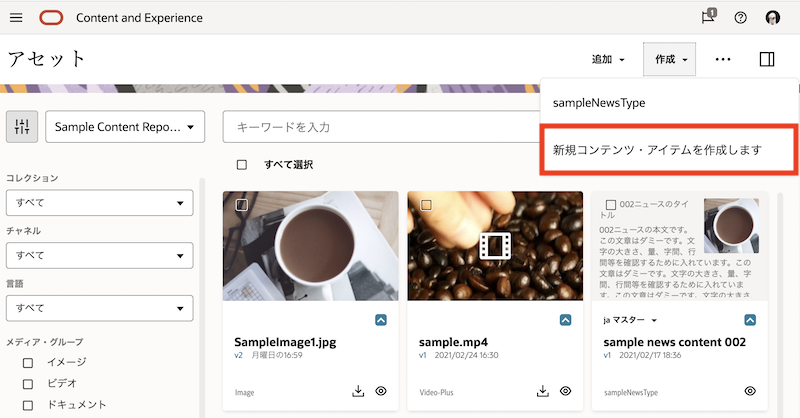 Content and Experience
1
アセット
追加
作成
sampleNewsType
新規コンテンツ・アイテムを作成します
Sample Content Repo...
キーワードを入力
すべて選択
コレクション
すべて
チャネル
すべて
言語
すべて
メディア・グループ
イメージ
ビデオ
ドキュメント
SampleImage1.jpg
v2 月曜日の16:59
Image
sample.mp4
v1 2021/02/24 16:30
Video-Plus
002ニュースのタイ
トル
002ニュースの本文です。
この文章はダミーです。文
字の大きさ、量、字間、行
間等を確認するために入
れています。この文章はダミー
です。文字の大きさ、量、字
間、行間等を確認するために
入れています。この文章はダミ
ja マスター
sample news content 002
v1 2021/02/17 18:36
sampleNewsType